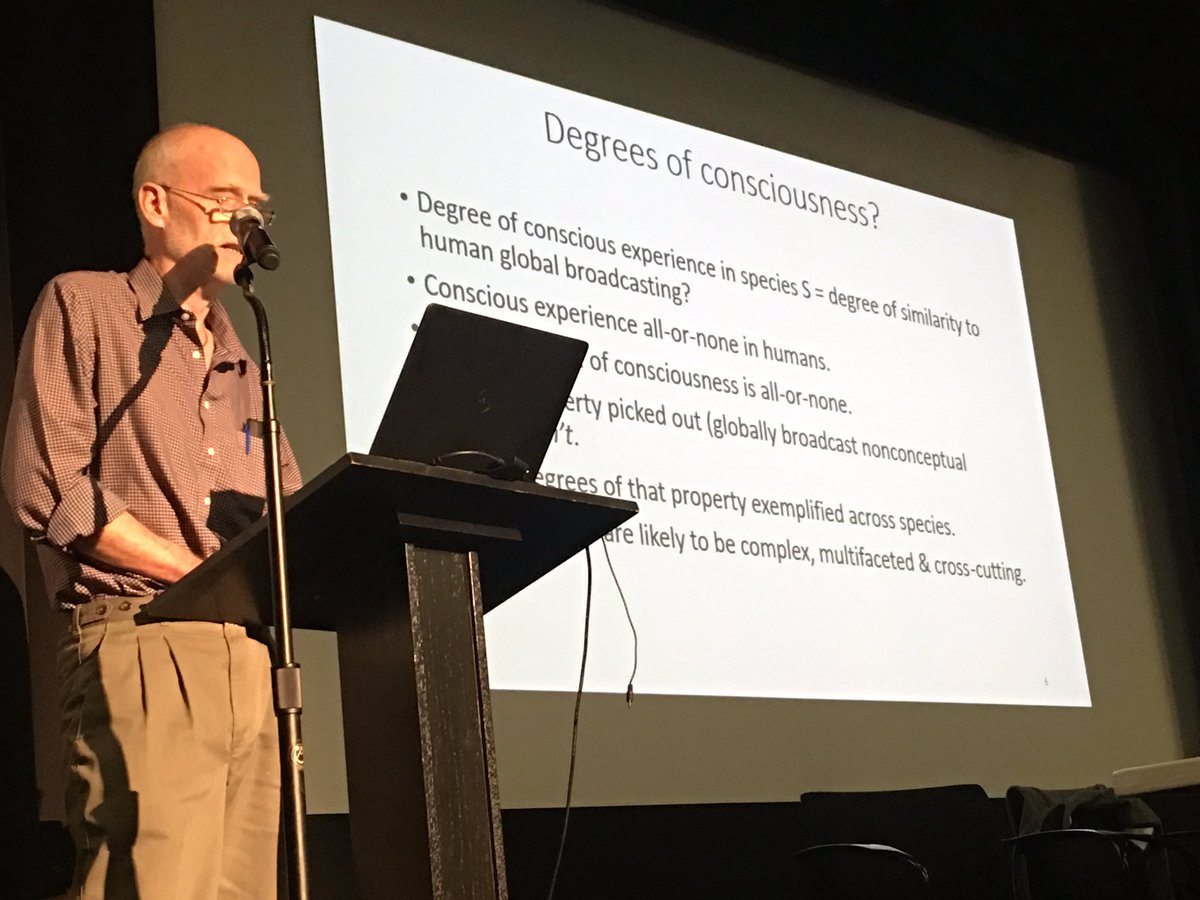 Degrees of consciousness?
• Degree of conscious experience in species S = degree of similarity to
human global broadcasting?
• Conscious experience all-or-none in humans.
of consciousness is all-or-none.
picked out (globally broadcast nonconceptual
degrees of that property exemplified across species.
are likely to be complex, multifaceted & cross-cutting.
6